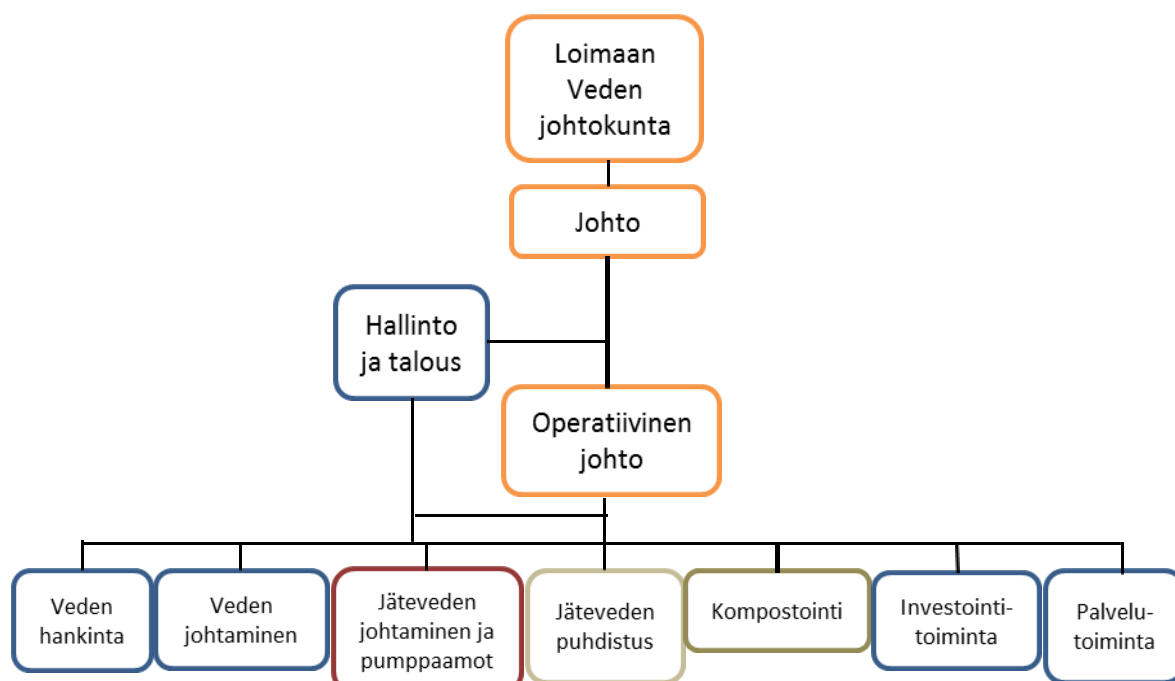 Loimaan
Veden
johtokunta
Johto
Hallinto
ja talous
Operatiivinen
johto
Veden
hankinta
Veden
johtaminen
Jäteveden
johtaminen ja
pumppaamot
Jäteveden
puhdistus
Kompostointi
Investointi-
toiminta
Palvelu-
toiminta